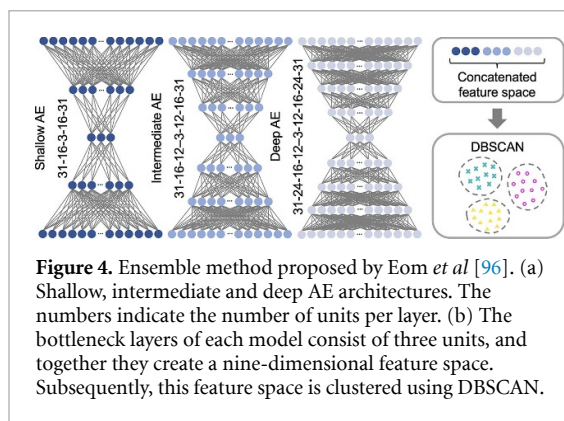 Shallow AE
31-16-3-16-31
Intermediate AE
31-16-12--3-12-16-31
Deep AE
31-24-16-12--3-12-16-24-31
Concatenated
feature space
DBSCAN
Figure 4. Ensemble method proposed by Eom et al [96]. (a)
Shallow, intermediate and deep AE architectures. The
numbers indicate the number of units per layer. (b) The
bottleneck layers of each model consist of three units, and
together they create a nine-dimensional feature space.
Subsequently, this feature space is clustered using DBSCAN.